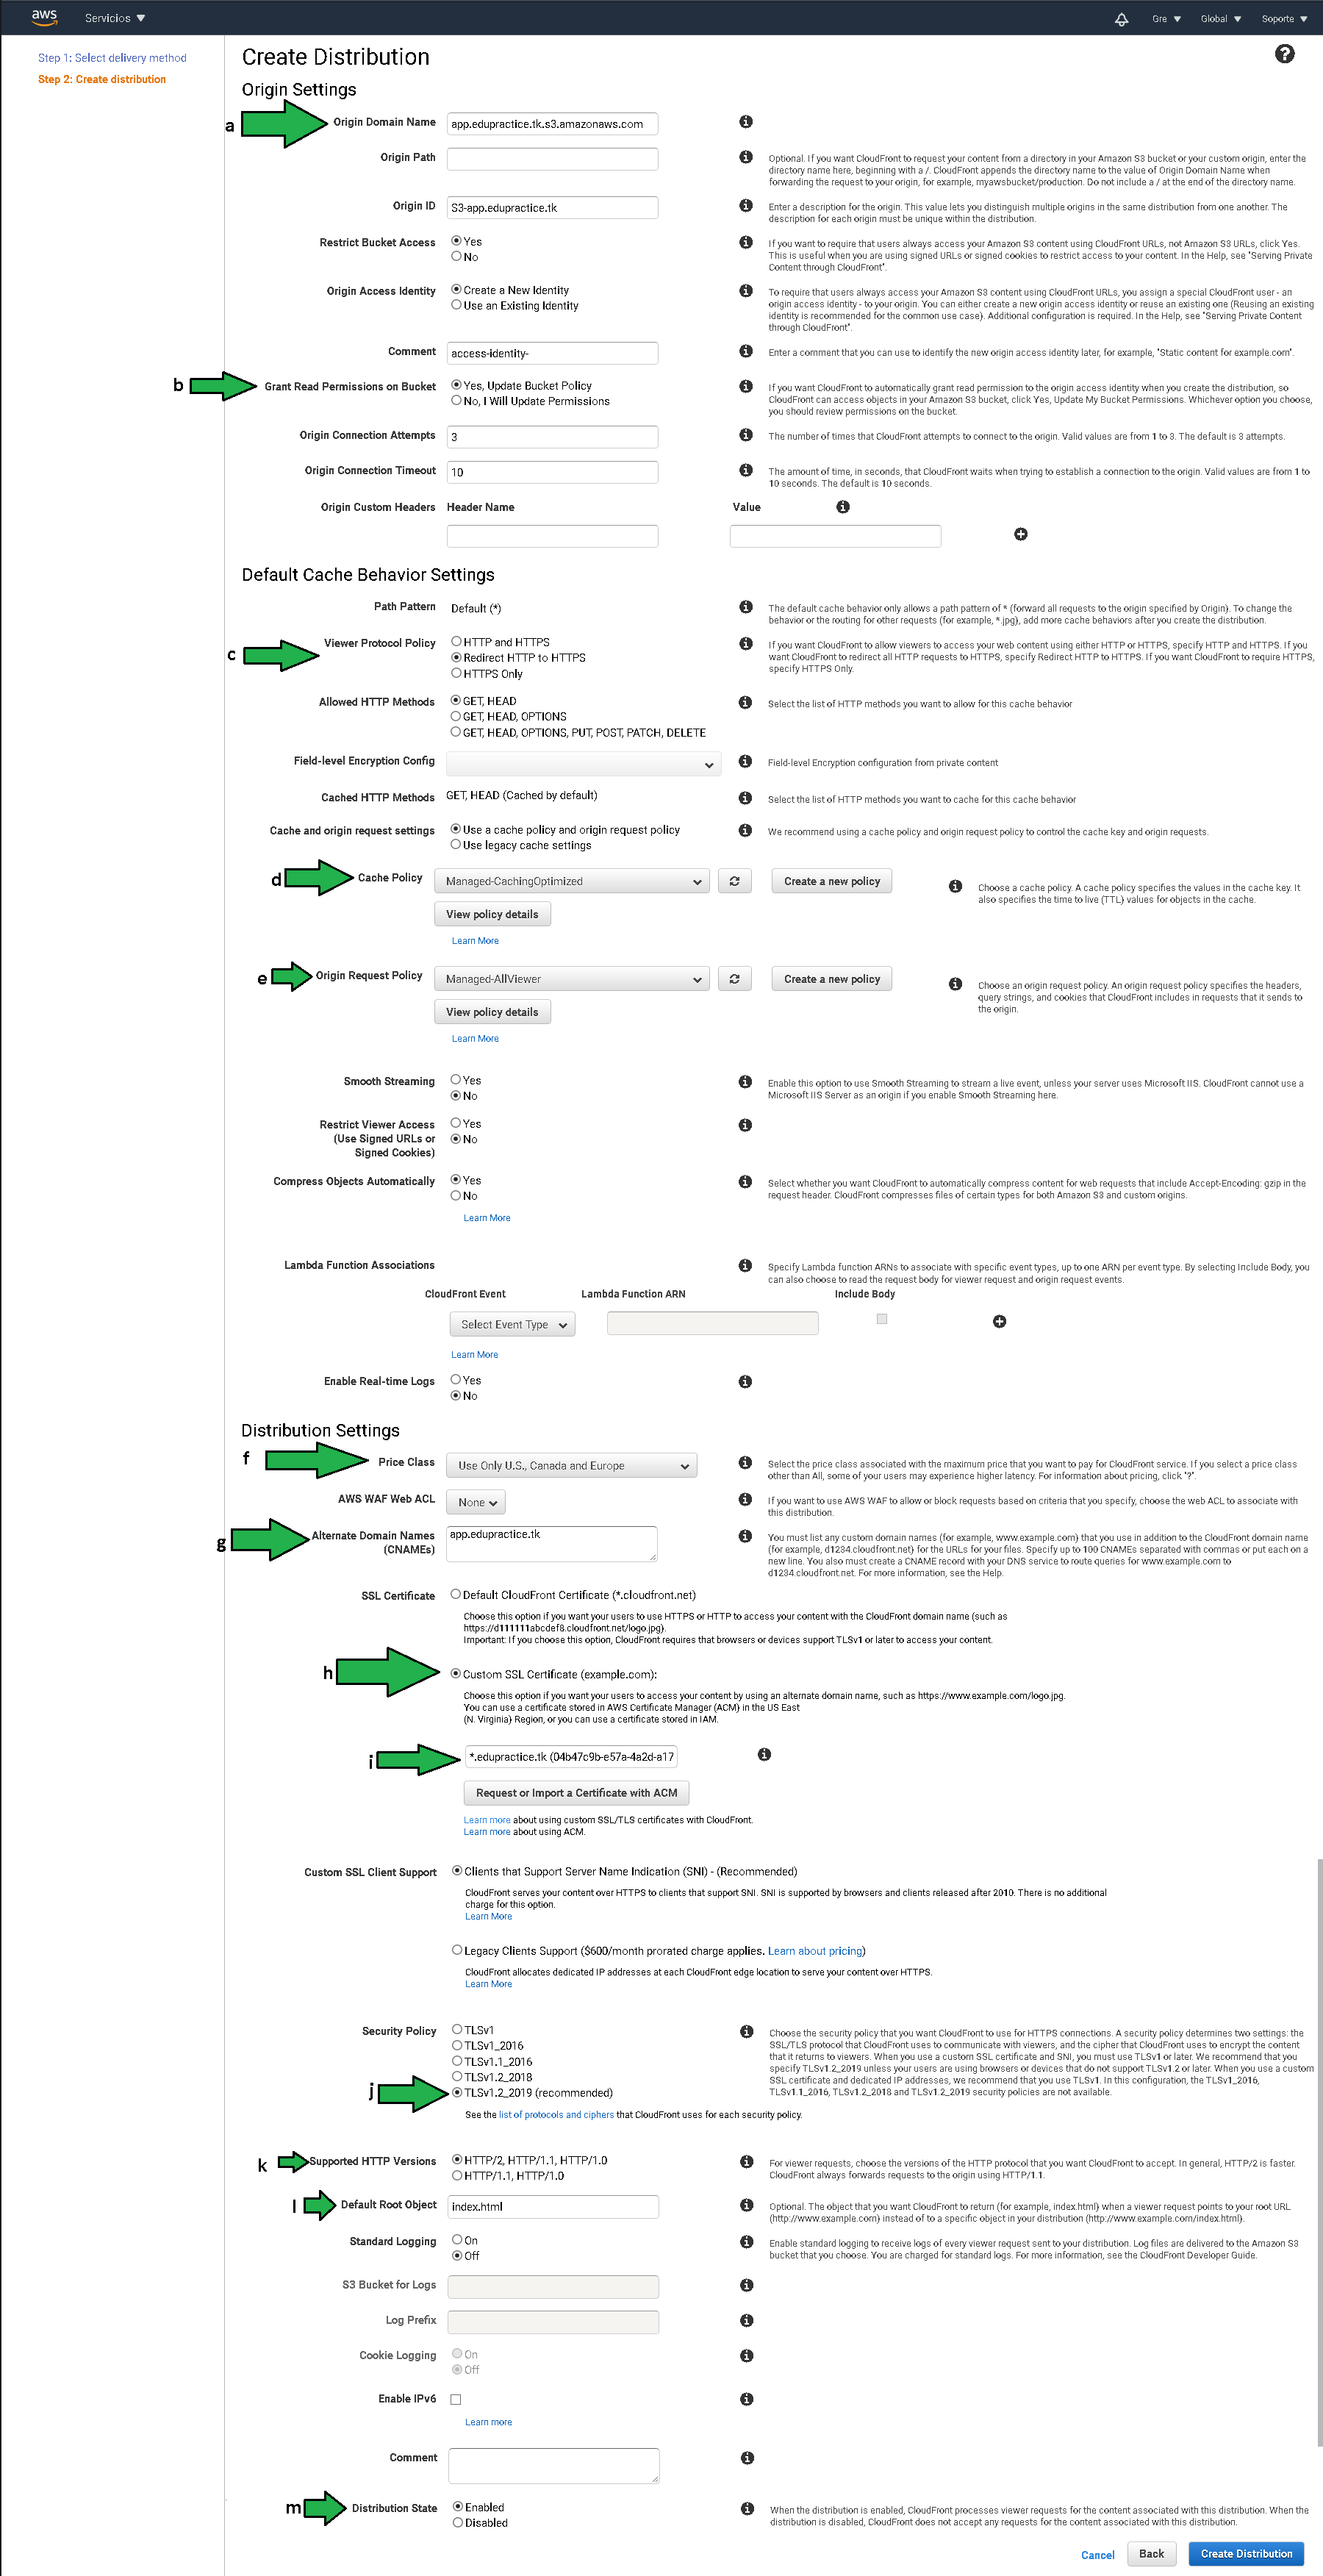 aws Servicios Gre Global Soporte
Step 1: Select delivery method
Step 2: Create distribution
Create Distribution
Origin Settings
a Origin Domain Name app.edupractice.tk.s3.amazonaws.com
Origin Path Optional. If you want CloudFront to request your content from a directory in your Amazon S3 bucket or your custom origin, enter the
directory name here, beginning with a /. CloudFront appends the directory name to the value of Origin Domain Name when
forwarding the request to your origin, for example, myawsbucket/production. Do not include a / at the end of the directory name.
Origin ID S3-app.edupractice.tk Enter a description for the origin. This value lets you distinguish multiple origins in the same distribution from one another. The
description for each origin must be unique within the distribution.
Restrict Bucket Access Yes If you want to require that users always access your Amazon S3 content using CloudFront URLs, not Amazon S3 URLs, click Yes.
No This is useful when you are using signed URLs or signed cookies to restrict access to your content. In the Help, see "Serving Private
Content through CloudFront".
Origin Access Identity Create a New Identity To require that users always access your Amazon S3 content using CloudFront URLs, you assign a special CloudFront user - an
Use an Existing Identity origin access identity - to your origin. You can either create a new origin access identity or reuse an existing one (Reusing an existing
identity is recommended for the common use case). Additional configuration is required. In the Help, see "Serving Private Content
through CloudFront".
Comment access-identity- Enter a comment that you can use to identify the new origin access identity later, for example, "Static content for example.com".
b Grant Read Permissions on Bucket Yes, Update Bucket Policy If you want CloudFront to automatically grant read permission to the origin access identity when you create the distribution, so
No, I Will Update Permissions CloudFront can access objects in your Amazon S3 bucket, click Yes, Update My Bucket Permissions. Whichever option you choose,
you should review permissions on the bucket.
Origin Connection Attempts 3 The number of times that CloudFront attempts to connect to the origin. Valid values are from 1 to 3. The default is 3 attempts.
Origin Connection Timeout 10 The amount of time, in seconds, that CloudFront waits when trying to establish a connection to the origin. Valid values are from 1 to
10 seconds. The default is 10 seconds.
Origin Custom Headers Header Name Value
Default Cache Behavior Settings
Path Pattern Default (*) The default cache behavior only allows a path pattern of * (forward all requests to the origin specified by Origin). To change the
behavior or the routing for other requests (for example, *.jpg), add more cache behaviors after you create the distribution.
c Viewer Protocol Policy HTTP and HTTPS If you want CloudFront to allow viewers to access your web content using either HTTP or HTTPS, specify HTTP and HTTPS. If you
Redirect HTTP to HTTPS want CloudFront to redirect all HTTP requests to HTTPS, specify Redirect HTTP to HTTPS. If you want CloudFront to require HTTPS,
HTTPS Only specify HTTPS Only.
Allowed HTTP Methods GET, HEAD Select the list of HTTP methods you want to allow for this cache behavior
GET, HEAD, OPTIONS
GET, HEAD, OPTIONS, PUT, POST, PATCH, DELETE
Field-level Encryption Config Field-level Encryption configuration from private content
Cached HTTP Methods GET, HEAD (Cached by default) Select the list of HTTP methods you want to cache for this cache behavior
Cache and origin request settings Use a cache policy and origin request policy We recommend using a cache policy and origin request policy to control the cache key and origin requests.
Use legacy cache settings
d Cache Policy Managed-CachingOptimized Create a new policy Choose a cache policy. A cache policy specifies the values in the cache key. It
also specifies the time to live (TTL) values for objects in the cache.
View policy details
Learn More
e Origin Request Policy Managed-AllViewer Create a new policy Choose an origin request policy. An origin request policy specifies the headers,
query strings, and cookies that CloudFront includes in requests that it sends to
the origin.
View policy details
Learn More
Smooth Streaming Yes Enable this option to use Smooth Streaming to stream a live event, unless your server uses Microsoft IIS. CloudFront cannot use a
No Microsoft IIS Server as an origin if you enable Smooth Streaming here.
Restrict Viewer Access Yes
(Use Signed URLs or No
Signed Cookies)
Compress Objects Automatically Yes Select whether you want CloudFront to automatically compress content for web requests that include Accept-Encoding: gzip in the
No request header. CloudFront compresses files of certain types for both Amazon S3 and custom origins.
Learn More
Lambda Function Associations Specify Lambda function ARNs to associate with specific event types, up to one ARN per event type. By selecting Include Body, you
can also choose to read the request body for viewer request and origin request events.
CloudFront Event Lambda Function ARN Include Body
Select Event Type
Learn More
Enable Real-time Logs Yes
No
Distribution Settings
f Price Class Use Only U.S., Canada and Europe Select the price class associated with the maximum price that you want to pay for CloudFront service. If you select a price class
other than All, some of your users may experience higher latency. For information about pricing, click "?".
AWS WAF Web ACL None If you want to use AWS WAF to allow or block requests based on criteria that you specify, choose the web ACL to associate with
this distribution.
g Alternate Domain Names app.edupractice.tk You must list any custom domain names (for example, www.example.com) that you use in addition to the CloudFront domain name
(CNAMEs) (for example, d1234.cloudfront.net) for the URLs for your files. Specify up to 100 CNAMEs separated with commas or put each on a
new line. You also must create a CNAME record with your DNS service to route queries for www.example.com to
d1234.cloudfront.net. For more information, see the Help.
SSL Certificate Default CloudFront Certificate (*.cloudfront.net)
Choose this option if you want your users to use HTTPS or HTTP to access your content with the CloudFront domain name (such as
https://d111111abcdef8.cloudfront.net/logo.jpg).
Important: If you choose this option, CloudFront requires that browsers or devices support TLSv1 or later to access your content.
h Custom SSL Certificate (example.com):
Choose this option if you want your users to access your content by using an alternate domain name, such as https://www.example.com/logo.jpg.
You can use a certificate stored in AWS Certificate Manager (ACM) in the US East
(N. Virginia) Region, or you can use a certificate stored in IAM.
i *.edupractice.tk (04b47c9b-e57a-4a2d-a17
Request or Import a Certificate with ACM
Learn more about using custom SSL/TLS certificates with CloudFront.
Learn more about using ACM.
Custom SSL Client Support Clients that Support Server Name Indication (SNI) - (Recommended)
CloudFront serves your content over HTTPS to clients that support SNI. SNI is supported by browsers and clients released after 2010. There is no additional
charge for this option.
Learn More
Legacy Clients Support ($600/month prorated charge applies. Learn about pricing)
CloudFront allocates dedicated IP addresses at each CloudFront edge location to serve your content over HTTPS.
Learn More
Security Policy TLSv1 Choose the security policy that you want CloudFront to use for HTTPS connections. A security policy determines two settings: the
TLSv1_2016 SSL/TLS protocol that CloudFront uses to communicate with viewers, and the cipher that CloudFront uses to encrypt the content
TLSv1.1_2016 that it returns to viewers. When you use a custom SSL certificate and SNI, you must use TLSv1 or later. We recommend that you
TLSv1.2_2018 specify TLSv1.2_2019 unless your users are using browsers or devices that do not support TLSv1.2 or later. When you use a custom
j TLSv1.2_2019 (recommended) SSL certificate and dedicated IP addresses, we recommend that you use TLSv1. In this configuration, the TLSv1_2016,
TLSv1.1_2016, TLSv1.2_2018 and TLSv1.2_2019 security policies are not available.
See the list of protocols and ciphers that CloudFront uses for each security policy.
k Supported HTTP Versions HTTP/2, HTTP/1.1, HTTP/1.0 For viewer requests, choose the versions of the HTTP protocol that you want CloudFront to accept. In general, HTTP/2 is faster.
HTTP/1.1, HTTP/1.0 CloudFront always forwards requests to the origin using HTTP/1.1.
l Default Root Object index.html Optional. The object that you want CloudFront to return (for example, index.html) when a viewer request points to your root URL
(http://www.example.com) instead of to a specific object in your distribution (http://www.example.com/index.html).
Standard Logging On Enable standard logging to receive logs of every viewer request sent to your distribution. Log files are delivered to the Amazon S3
Off bucket that you choose. You are charged for standard logs. For more information, see the CloudFront Developer Guide.
S3 Bucket for Logs
Log Prefix
Cookie Logging On
Off
Enable IPv6
Learn more
Comment
m Distribution State Enabled When the distribution is enabled, CloudFront processes viewer requests for the content associated with this distribution. When the
Disabled distribution is disabled, CloudFront does not accept any requests for the content associated with this distribution.
Cancel Back Create Distribution